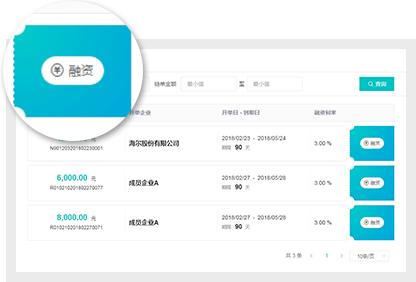 融资
链单金额 最小值 至 最小值 查询
开单企业 开单日 - 到期日 融资利率
元 海尔股份有限公司 2018/02/23 - 2018/05/24 3.00 % 融资
N901203201802230001 期限 90 天
6,000.00 元 成员企业A 2018/02/27 - 2018/05/28 3.00 % 融资
R010210201802270077 期限 90 天
8,000.00 元 成员企业A 2018/02/27 - 2018/05/28 3.00 % 融资
R010210201802270071 期限 90 天
共 3 条 1 10条/页